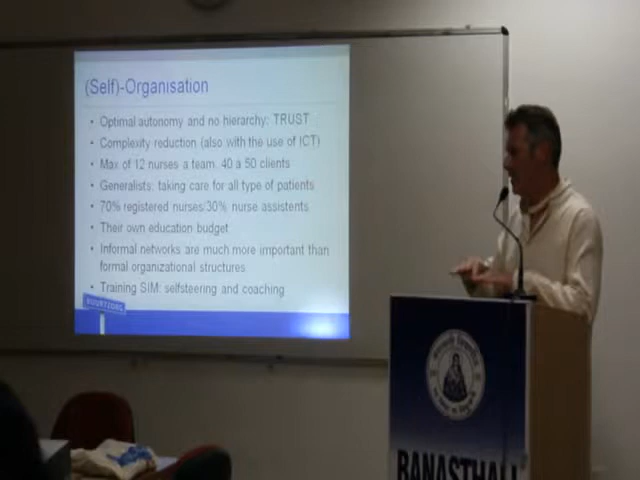 (Self)-Organisation
• Optimal autonomy and no hierarchy: TRUST
• Complexity reduction (also with the use of ICT)
• Max of 12 nurses a team, 40 a 50 clients
• Generalists: taking care for all type of patients
• 70% registered nurses/30% nurse assistents
• Their own education budget
• Informal networks are much more important than
formal organizational structures
• Training SIM: selfsteering and coaching
BUURTZORG
BANASTHALI